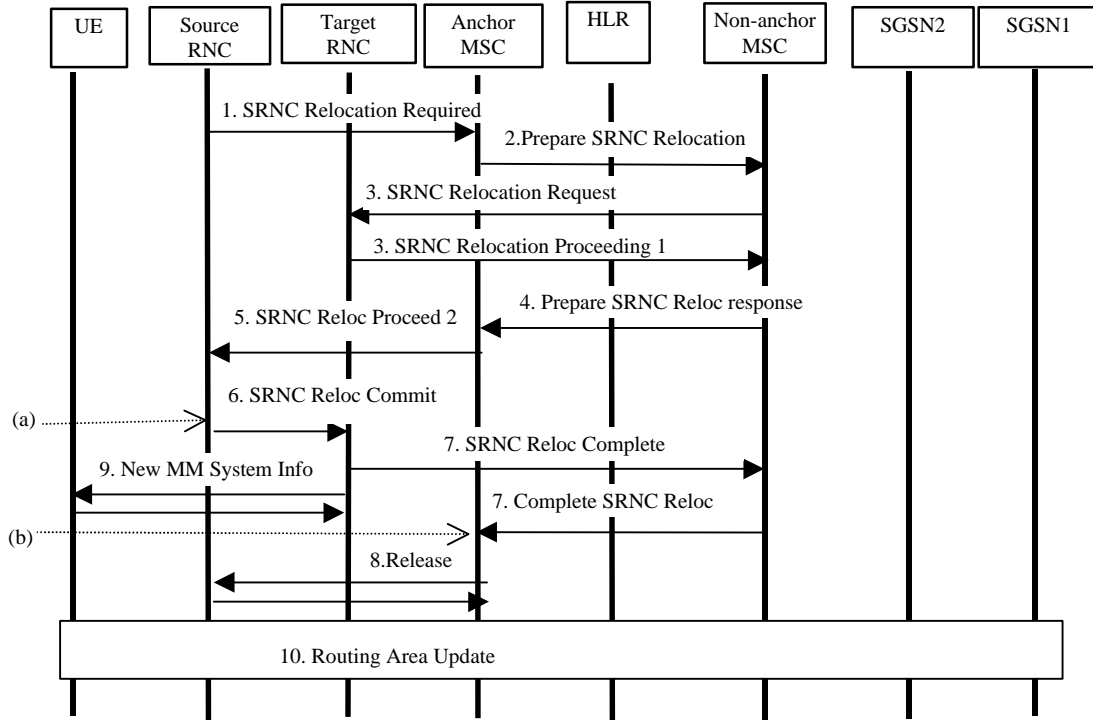 UE
Source
RNC
Target
RNC
Anchor
MSC
HLR
Non-anchor
MSC
SGSN2
SGSN1
1. SRNC Relocation Required
2.Prepare SRNC Relocation
3. SRNC Relocation Request
3. SRNC Relocation Proceeding 1
4. Prepare SRNC Reloc response
5. SRNC Reloc Proceed 2
6. SRNC Reloc Commit
(a)
7. SRNC Reloc Complete
9. New MM System Info
7. Complete SRNC Reloc
(b)
8.Release
10. Routing Area Update